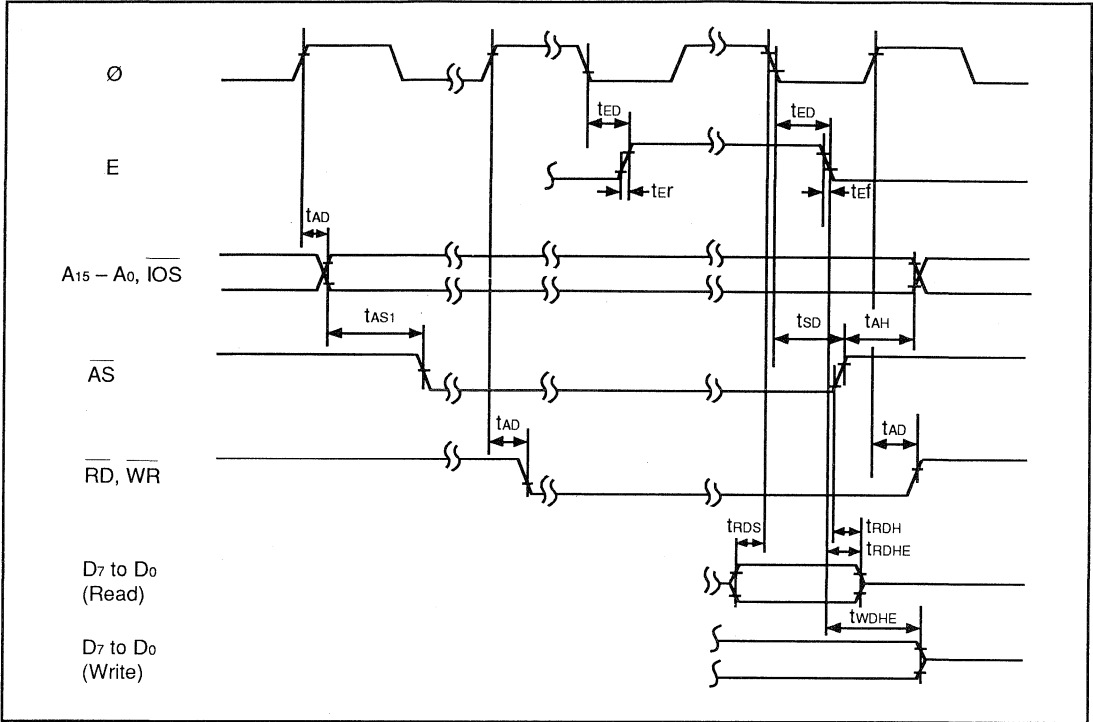 Ø
tED
tED
E
tEr
tEf
tAD
A15 – A0, IOS
tAS1
tSD
tAH
AS
tAD
tAD
RD, WR
tRDS
tRDH
tRDHE
D7 to D0
(Read)
tWDHE
D7 to D0
(Write)